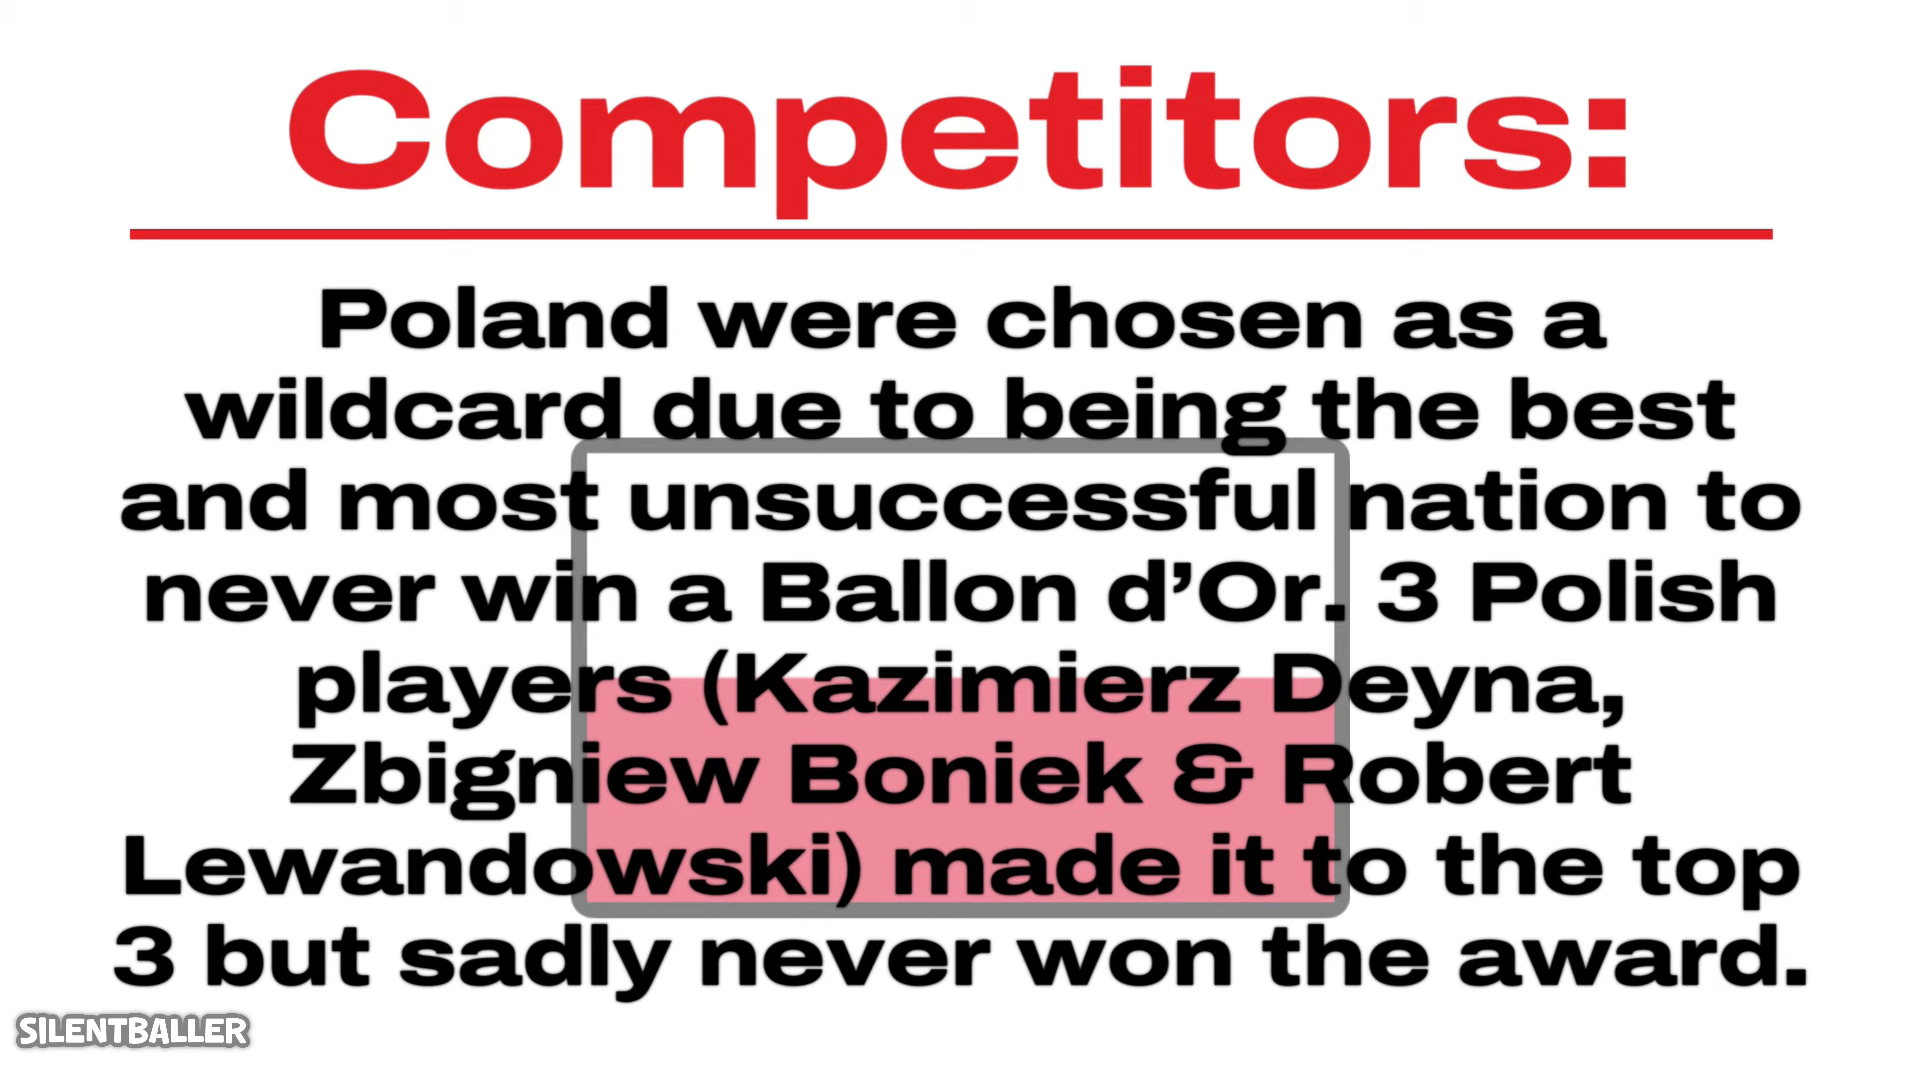 Competitors:
Poland were chosen as a
wildcard due to being the best
and most unsuccessful nation to
never win a Ballon d’Or. 3 Polish
players (Kazimierz Deyna,
Zbigniew Boniek & Robert
Lewandowski) made it to the top
3 but sadly never won the award.
SILENTBALLER